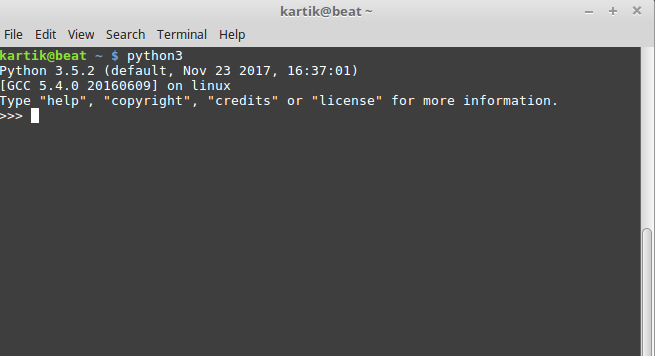 kartik@beat ~
File Edit View Search Terminal Help
kartik@beat ~ $ python3
Python 3.5.2 (default, Nov 23 2017, 16:37:01)
[GCC 5.4.0 20160609] on linux
Type "help", "copyright", "credits" or "license" for more information.
>>>